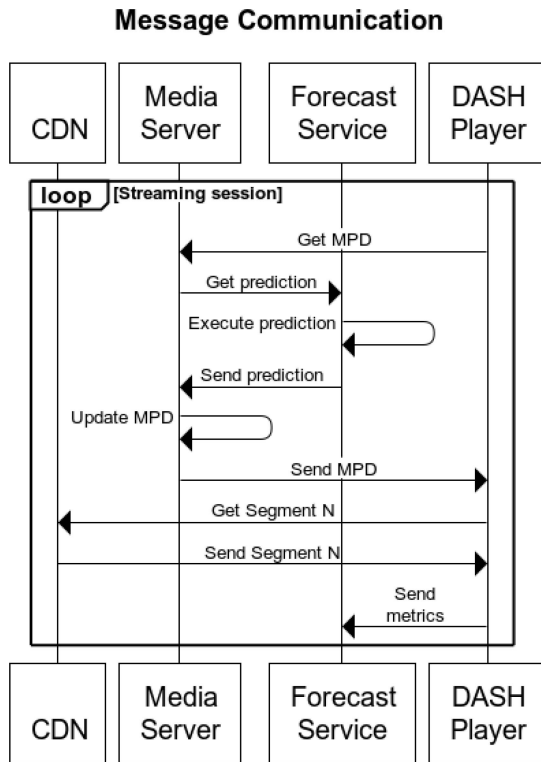 Message Communication
CDN
Media
Server
Forecast
Service
DASH
Player
loop
[Streaming session]
Get MPD
Get prediction
Execute prediction
Send prediction
Update MPD
Send MPD
Get Segment N
Send Segment N
Send
metrics
CDN
Media
Server
Forecast
Service
DASH
Player